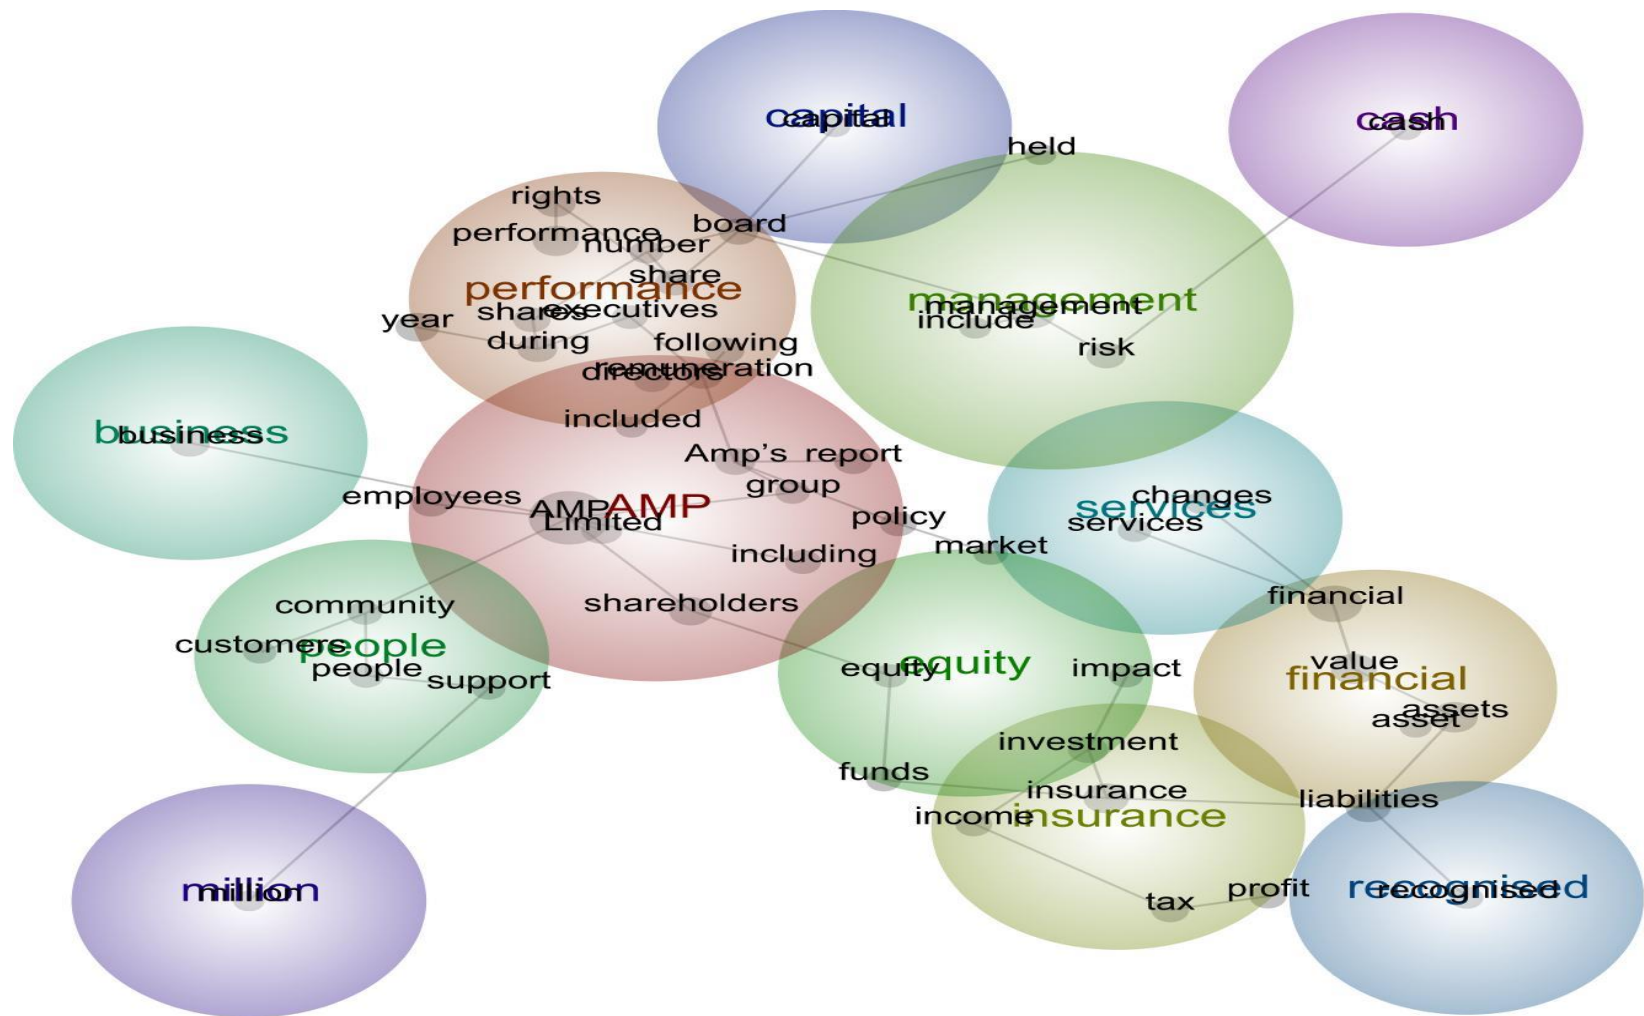 capital
capital
cash
cash
held
rights
board
performance
number
share
performance
management
management
shares
executives
year
include
during
following
risk
remuneration
directors
included
business
business
Amp's
report
group
employees
changes
AMP
AMP
services
services
Limited
policy
market
including
community
shareholders
financial
customers
people
people
support
equity
equity
impact
value
financial
assets
asset
investment
funds
insurance
liabilities
income
insurance
million
million
tax
profit
recognised
recognised